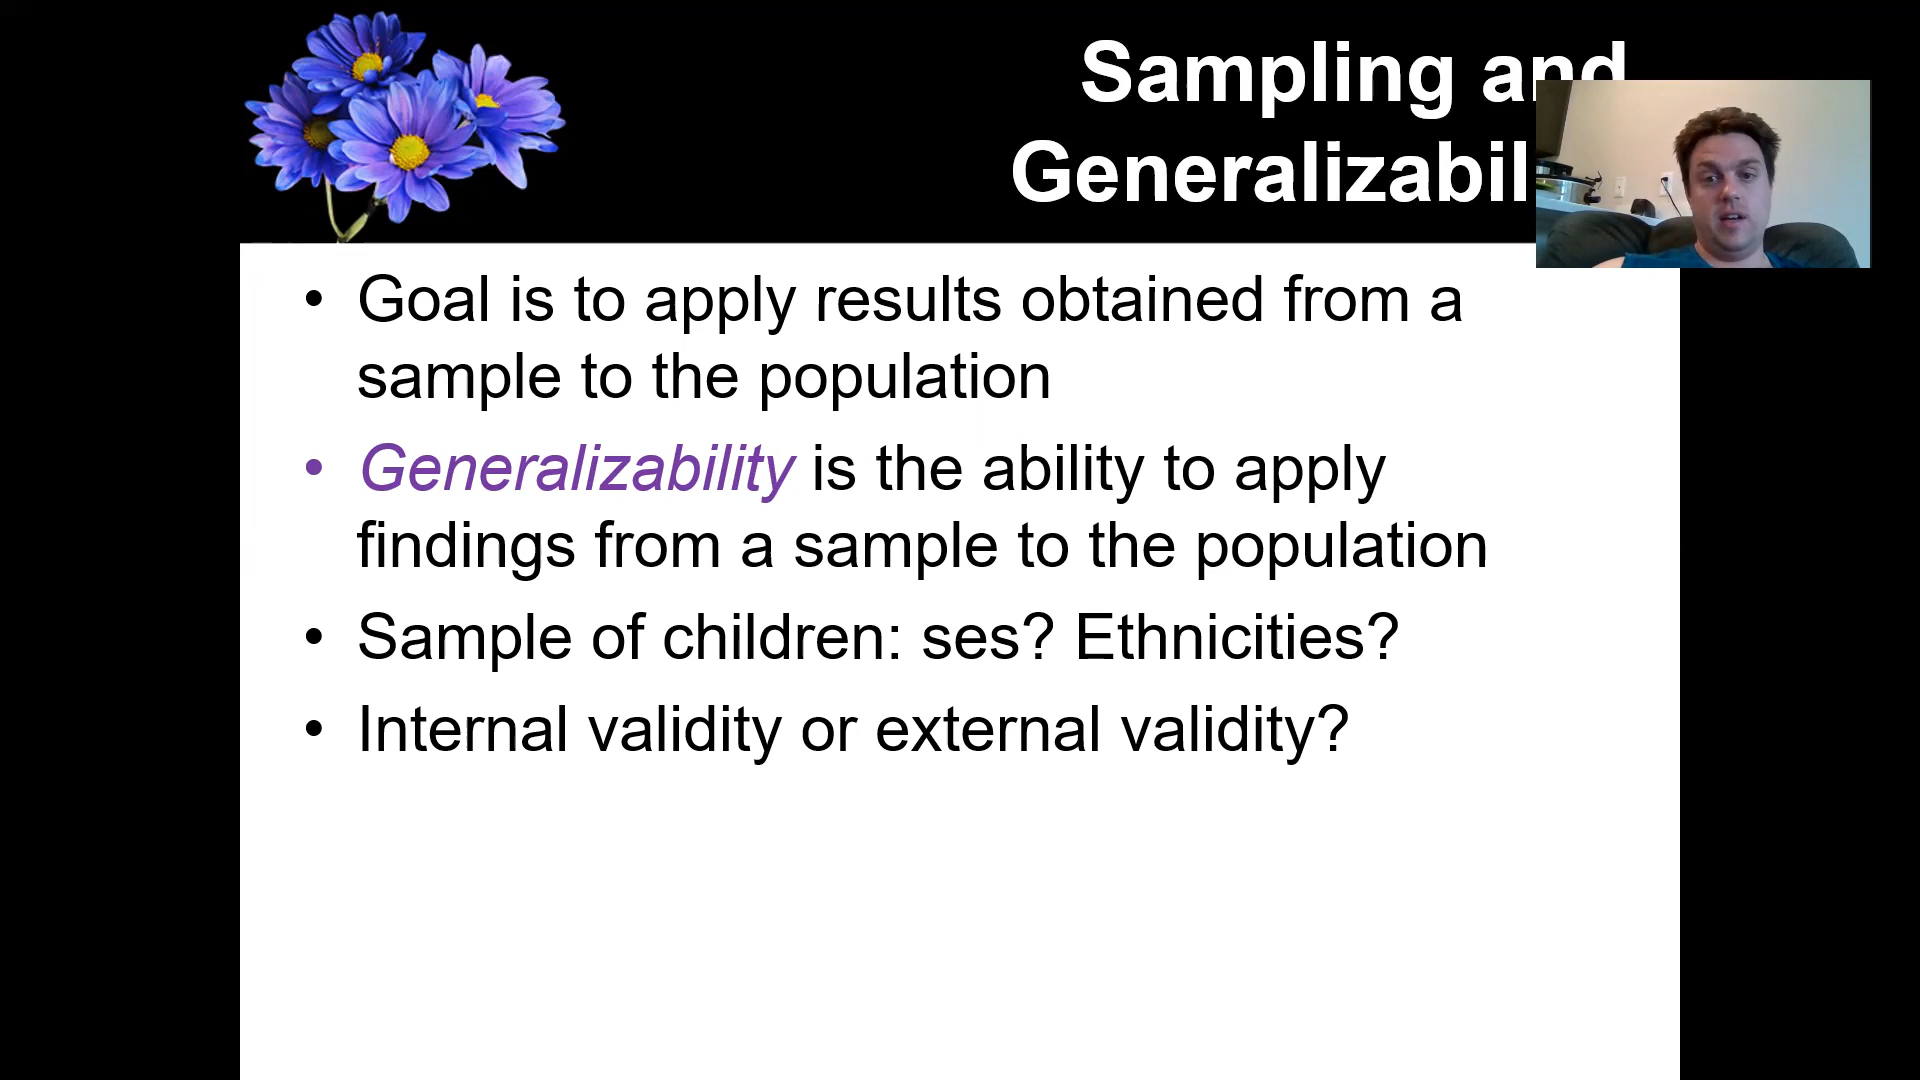 Sampling and
Generalizabil
• Goal is to apply results obtained from a
sample to the population
• Generalizability is the ability to apply
findings from a sample to the population
• Sample of children: ses? Ethnicities?
• Internal validity or external validity?